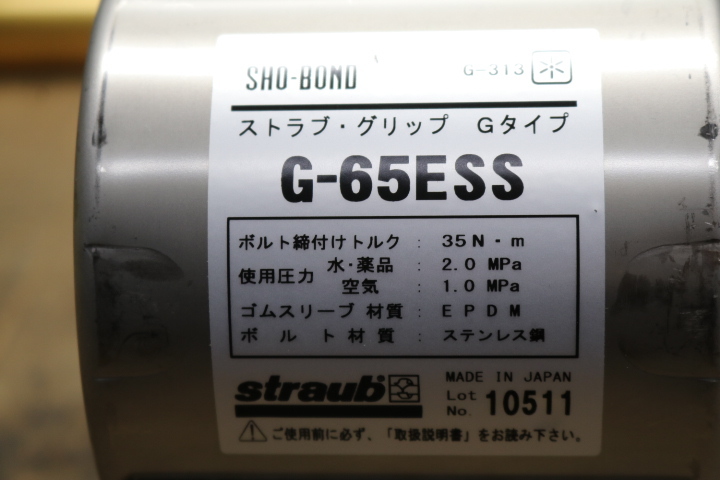 SHO-BOND G-313
ストラブ・グリップ Gタイプ
G-65ESS
ボルト締付けトルク : 35N・m
使用圧力 水・薬品 : 2.0 MPa
空気 : 1.0 MPa
ゴムスリーブ 材質 : EPDM
ボルト材質 : ステンレス鋼
straub MADE IN JAPAN
Lot No. 10511
ご使用前に必ず、「取扱説明書」をお読み下さい。